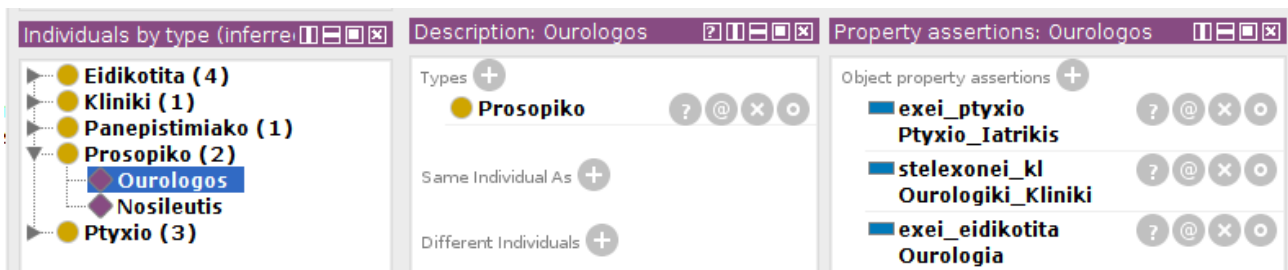 Individuals by type (inferre
Eidikotita (4)
Kliniki (1)
Panepistimiako (1)
Prosopiko (2)
Ourologos
Nosileutis
Ptyxio (3)
Description: Ourologos
Types
Prosopiko
Same Individual As
Different Individuals
Property assertions: Ourologos
Object property assertions
exei_ptyxio
Ptyxio_Iatrikis
stelexonei_kl
Ourologiki_Kliniki
exei_eidikotita
Ourologia